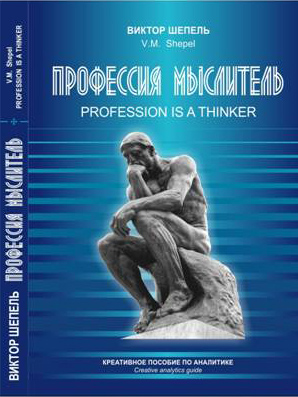 ВИКТОР ШЕПЕЛЬ
V.M. Shepel
ПРОФЕССИЯ МЫСЛИТЕЛЬ
PROFESSION IS A THINKER
КРЕАТИВНОЕ ПОСОБИЕ ПО АНАЛИТИКЕ
Creative analytics guide
ВИКТОР ШЕПЕЛЬ ПРОФЕССИЯ МЫСЛИТЕЛЬ
V.M. Shepel
PROFESSION IS A THINKER